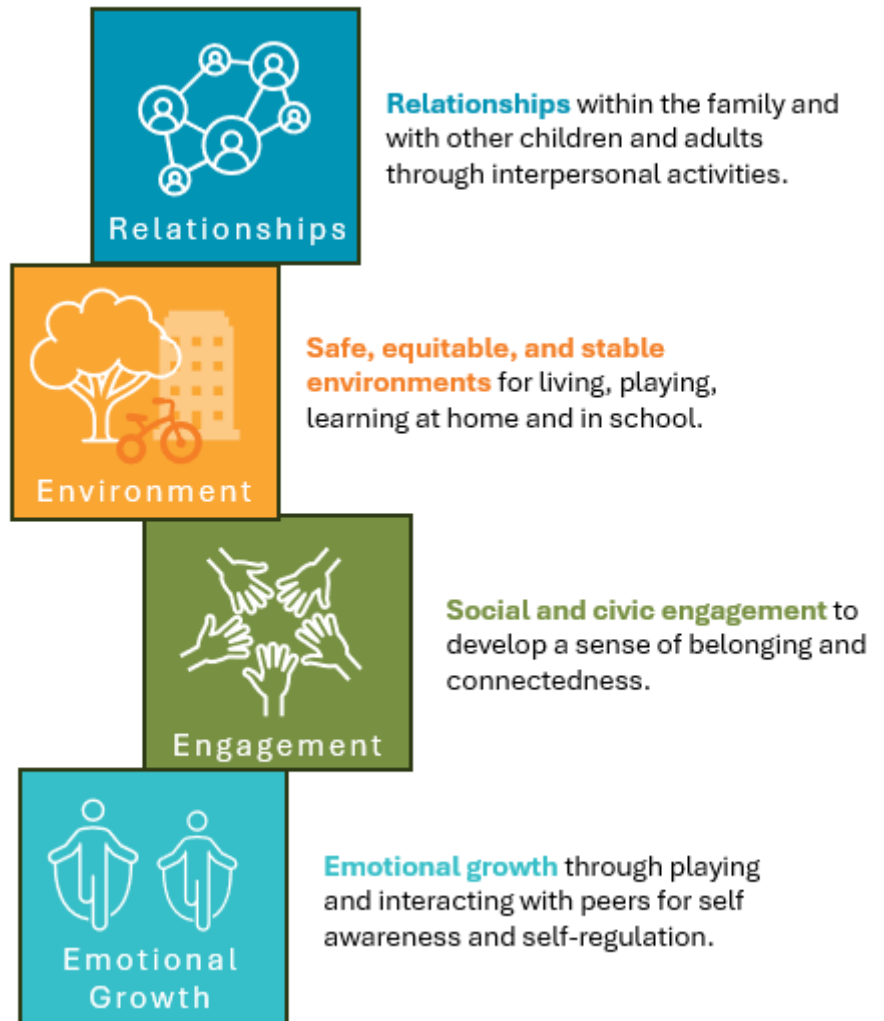 Relationships within the family and
with other children and adults
through interpersonal activities.
Relationships
Safe, equitable, and stable
environments for living, playing,
learning at home and in school.
Environment
Social and civic engagement to
develop a sense of belonging and
connectedness.
Engagement
Emotional growth through playing
and interacting with peers for self
awareness and self-regulation.
Emotional
Growth